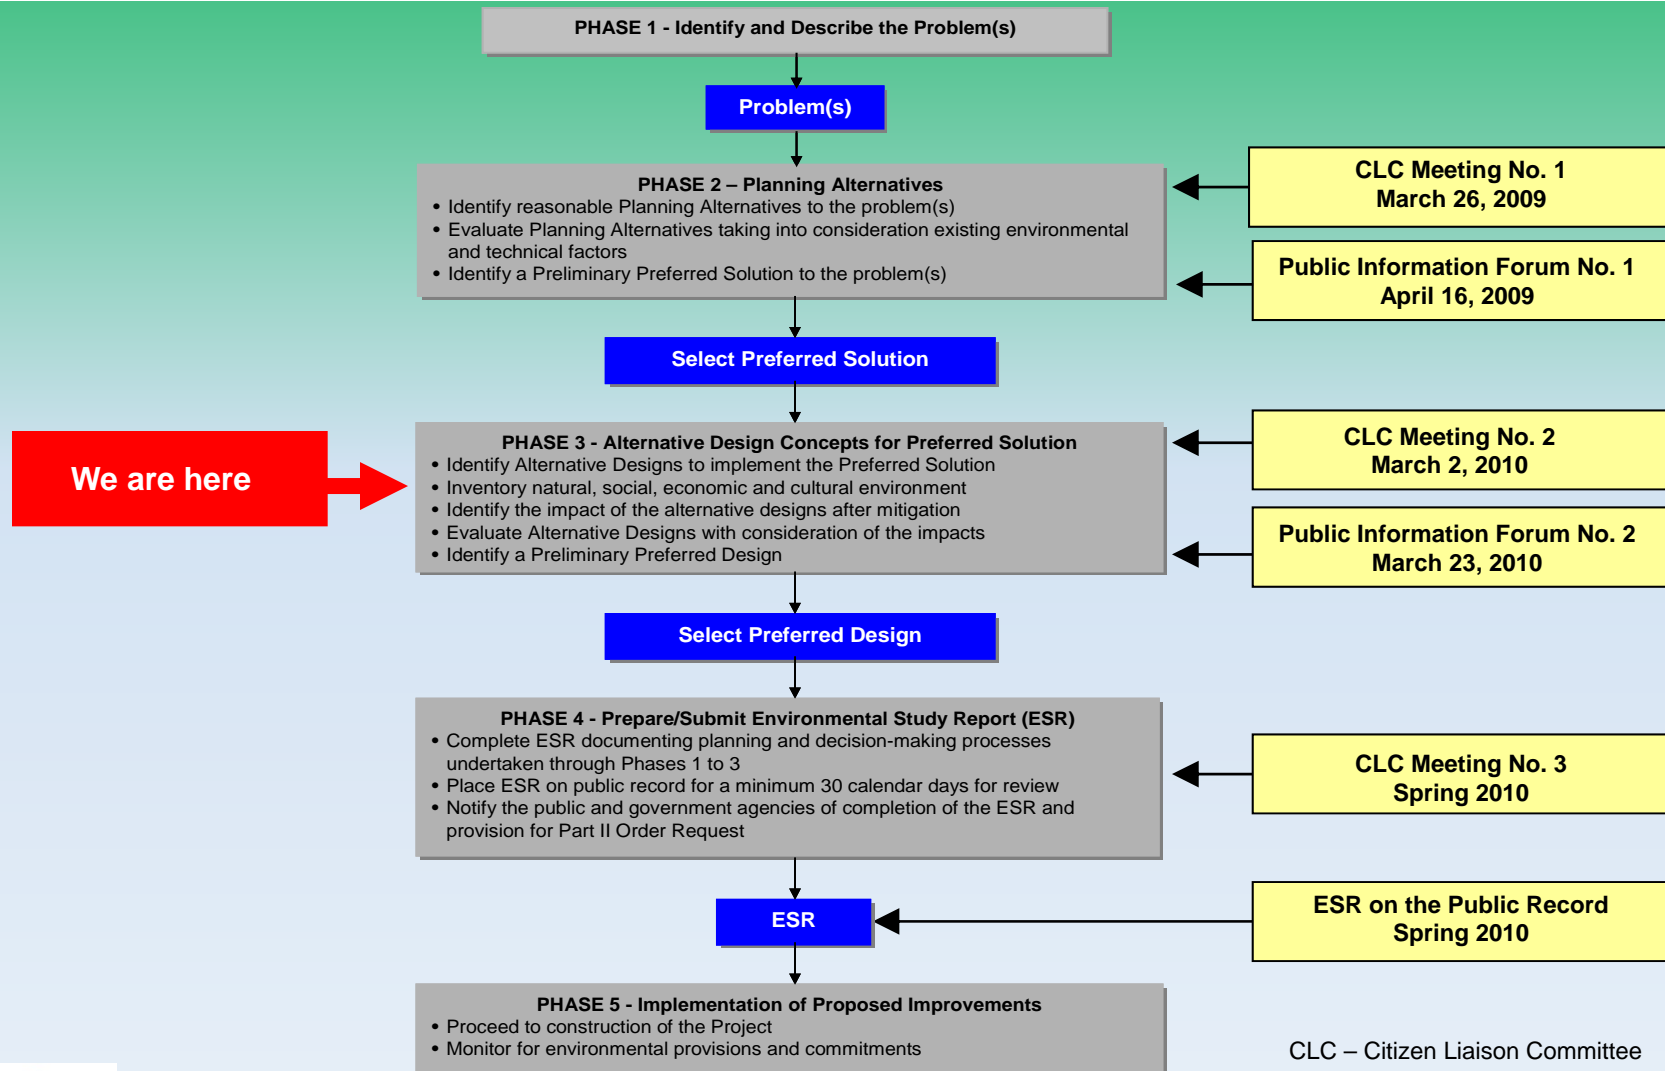 PHASE 1 - Identify and Describe the Problem(s)
Problem(s)
PHASE 2 – Planning Alternatives
• Identify reasonable Planning Alternatives to the problem(s)
• Evaluate Planning Alternatives taking into consideration existing environmental
and technical factors
• Identify a Preliminary Preferred Solution to the problem(s)
CLC Meeting No. 1
March 26, 2009
Public Information Forum No. 1
April 16, 2009
Select Preferred Solution
We are here
PHASE 3 - Alternative Design Concepts for Preferred Solution
• Identify Alternative Designs to implement the Preferred Solution
• Inventory natural, social, economic and cultural environment
• Identify the impact of the alternative designs after mitigation
• Evaluate Alternative Designs with consideration of the impacts
• Identify a Preliminary Preferred Design
CLC Meeting No. 2
March 2, 2010
Public Information Forum No. 2
March 23, 2010
Select Preferred Design
PHASE 4 - Prepare/Submit Environmental Study Report (ESR)
• Complete ESR documenting planning and decision-making processes
undertaken through Phases 1 to 3
• Place ESR on public record for a minimum 30 calendar days for review
• Notify the public and government agencies of completion of the ESR and
provision for Part II Order Request
CLC Meeting No. 3
Spring 2010
ESR
ESR on the Public Record
Spring 2010
PHASE 5 - Implementation of Proposed Improvements
• Proceed to construction of the Project
• Monitor for environmental provisions and commitments
CLC – Citizen Liaison Committee